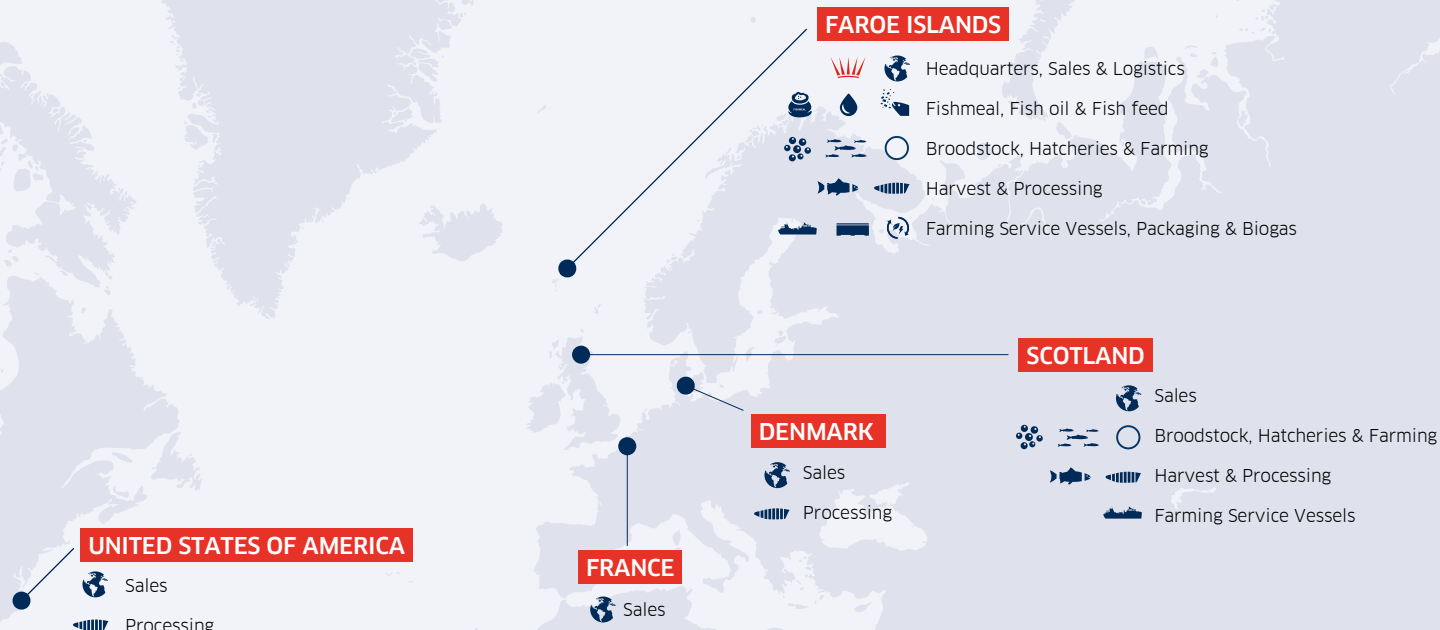 FAROE ISLANDS
Headquarters, Sales & Logistics
Fishmeal, Fish oil & Fish feed
Broodstock, Hatcheries & Farming
Harvest & Processing
Farming Service Vessels, Packaging & Biogas
SCOTLAND
Sales
Broodstock, Hatcheries & Farming
Harvest & Processing
Farming Service Vessels
DENMARK
Sales
Processing
FRANCE
Sales
UNITED STATES OF AMERICA
Sales
Processing